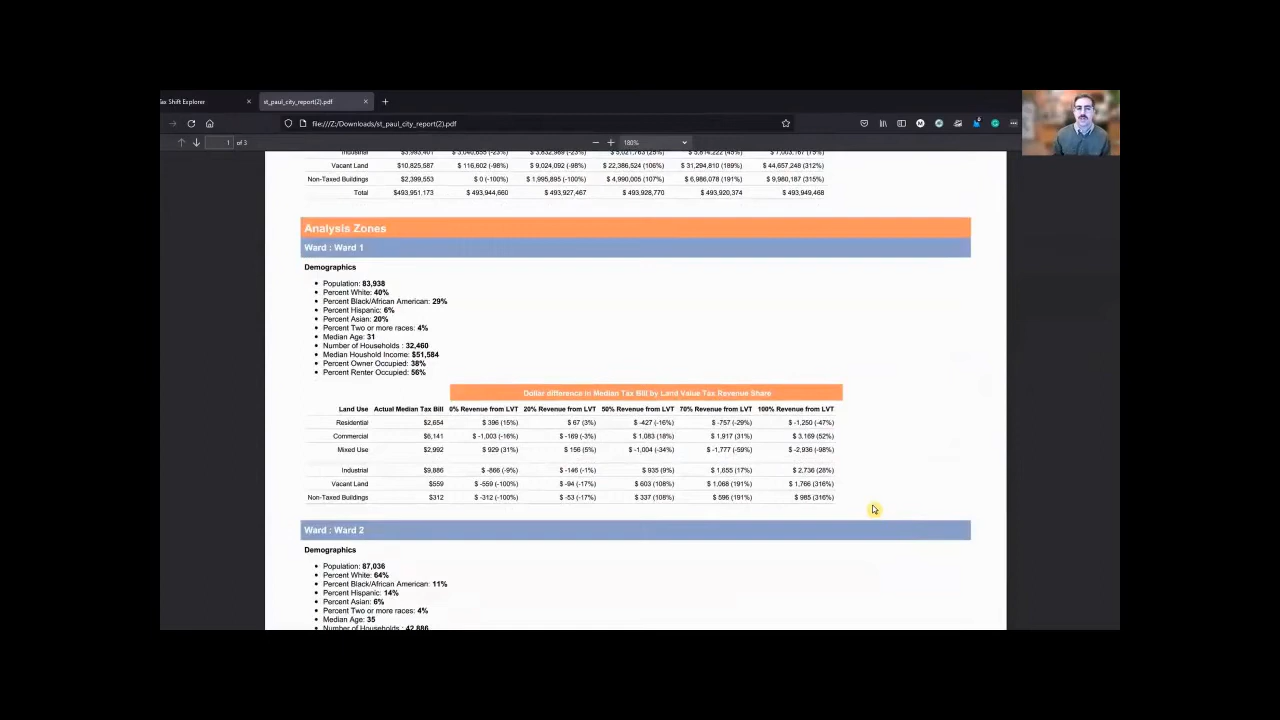 ax Shift Explorer
st_paul_city_report(2).pdf
file:///Z:/Downloads/st_paul_city_report(2).pdf
1 of 3
180%
Industrial
Vacant Land $10,825,587 $ 116,602 (-98%) $ 9,024,092 (-98%) $ 22,386,524 (106%) $ 31,294,810 (189%) $ 44,657,248 (312%)
Non-Taxed Buildings $2,399,553 $ 0 (-100%) $ 1,995,895 (-100%) $ 4,990,005 (107%) $ 6,986,078 (191%) $ 9,980,187 (315%)
Total $493,951,173 $ 493,944,660 $ 493,927,467 $ 493,928,770 $ 493,920,374 $ 493,949,468
Analysis Zones
Ward : Ward 1
Demographics
• Population: 83,938
• Percent White: 40%
• Percent Black/African American: 29%
• Percent Hispanic: 6%
• Percent Asian: 20%
• Percent Two or more races: 4%
• Median Age: 31
• Number of Households : 32,460
• Median Houshold Income: $51,584
• Percent Owner Occupied: 38%
• Percent Renter Occupied: 56%
Dollar difference in Median Tax Bill by Land Value Tax Revenue Share
Land Use Actual Median Tax Bill 0% Revenue from LVT 20% Revenue from LVT 50% Revenue from LVT 70% Revenue from LVT 100% Revenue from LVT
Residential $2,654 $ 396 (15%) $ 67 (3%) $ -427 (-16%) $ -757 (-29%) $ -1,250 (-47%)
Commercial $6,141 $ -1,003 (-16%) $ -169 (-3%) $ 1,083 (18%) $ 1,917 (31%) $ 3,169 (52%)
Mixed Use $2,992 $ 929 (31%) $ 156 (5%) $ -1,004 (-34%) $ -1,777 (-59%) $ -2,936 (-98%)
Industrial $9,886 $ -866 (-9%) $ -146 (-1%) $ 935 (9%) $ 1,655 (17%) $ 2,736 (28%)
Vacant Land $559 $ -559 (-100%) $ -94 (-17%) $ 603 (108%) $ 1,068 (191%) $ 1,766 (316%)
Non-Taxed Buildings $312 $ -312 (-100%) $ -53 (-17%) $ 337 (108%) $ 596 (191%) $ 985 (316%)
Ward : Ward 2
Demographics
• Population: 87,036
• Percent White: 64%
• Percent Black/African American: 11%
• Percent Hispanic: 14%
• Percent Asian: 6%
• Percent Two or more races: 4%
• Median Age: 35
• Number of Households : 42,886